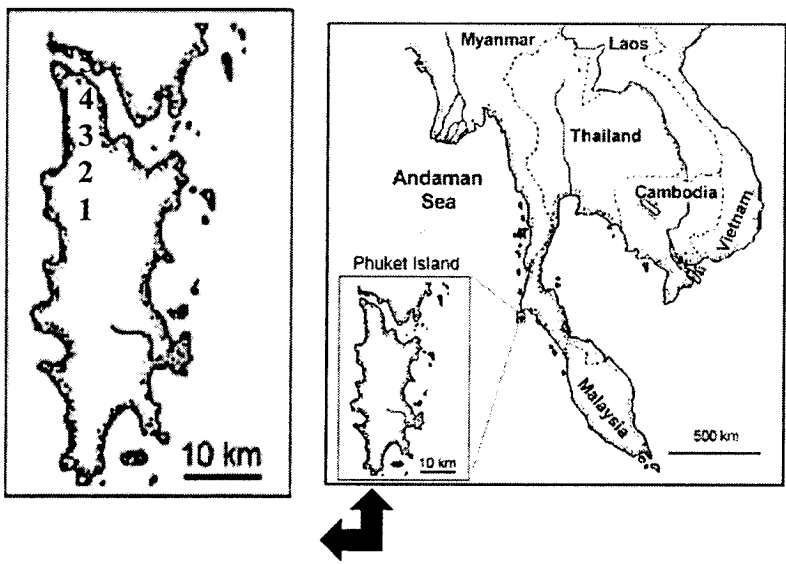 4
3
2
1
10 km
Myanmar
Laos
Thailand
Andaman
Sea
Cambodia
Vietnam
Phuket Island
Malaysia
10 km
500 km